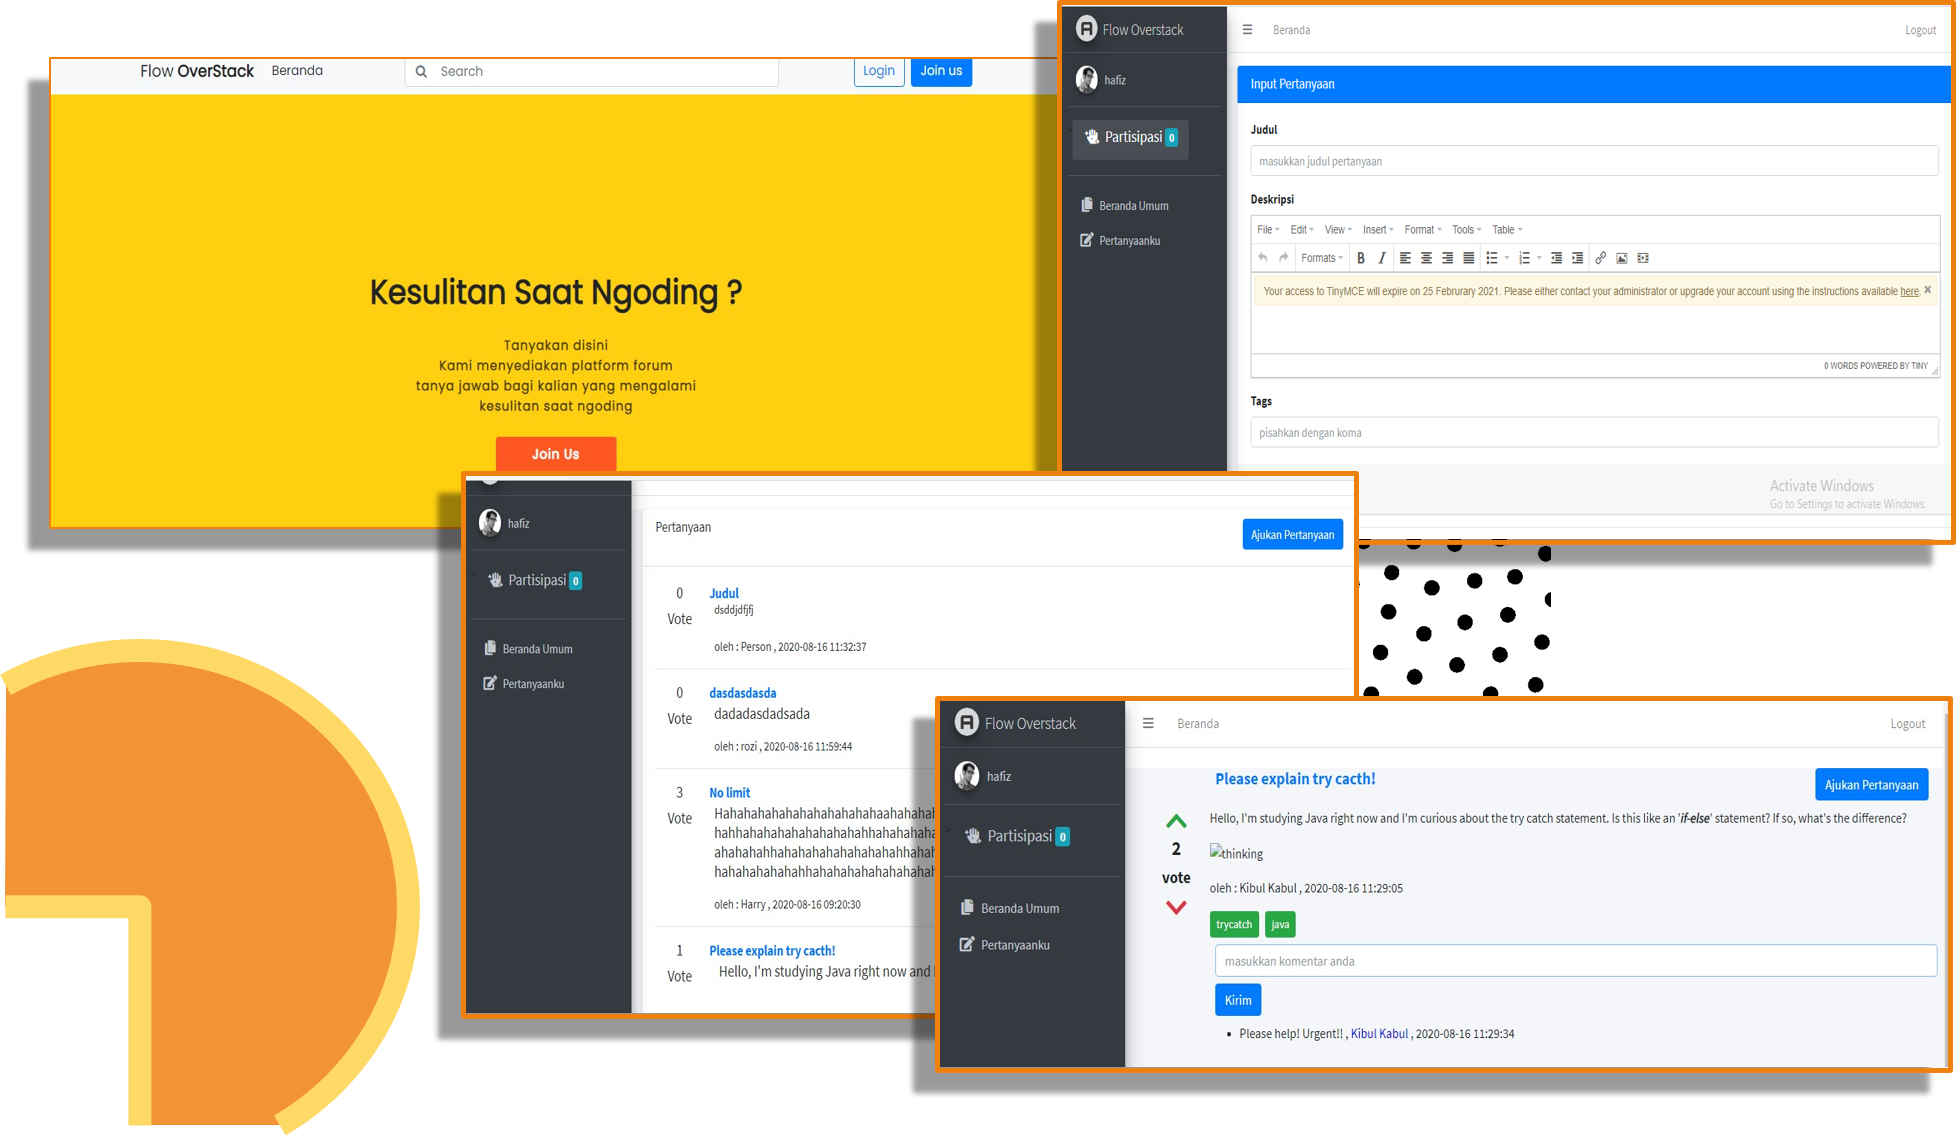 Flow OverStack Beranda Search Login Join us
Kesulitan Saat Ngoding ?
Tanyakan disini
Kami menyediakan platform forum
tanya jawab bagi kalian yang mengalami
kesulitan saat ngoding
Join Us
Flow Overstack
Beranda
Logout
hafiz
Partisipasi 0
Beranda Umum
Pertanyaanku
Input Pertanyaan
Judul
masukkan judul pertanyaan
Deskripsi
File Edit View Insert Format Tools Table
Formats B I
Your access to TinyMCE will expire on 25 Februrary 2021. Please either contact your administrator or upgrade your account using the instructions available here. ×
0 WORDS POWERED BY TINY
Tags
pisahkan dengan koma
Activate Windows
Go to Settings to activate Windows.
hafiz
Partisipasi 0
Beranda Umum
Pertanyaanku
Pertanyaan
Ajukan Pertanyaan
0 Judul
Vote dsddjdfjfj
oleh : Person , 2020-08-16 11:32:37
0 dasdasdasda
Vote dadadasdadsada
oleh : rozi , 2020-08-16 11:59:44
3 No limit
Vote
oleh : Harry , 2020-08-16 09:20:30
1 Please explain try cacth!
Vote Hello, I'm studying Java right now and
Flow Overstack
Beranda
Logout
hafiz
Partisipasi 0
Beranda Umum
Pertanyaanku
Please explain try cacth!
Ajukan Pertanyaan
Hello, I'm studying Java right now and I'm curious about the try catch statement. Is this like an 'if-else' statement? If so, what's the difference?
2
vote
thinking
oleh : Kibul Kabul , 2020-08-16 11:29:05
trycatch java
masukkan komentar anda
Kirim
• Please help! Urgent!! , Kibul Kabul , 2020-08-16 11:29:34